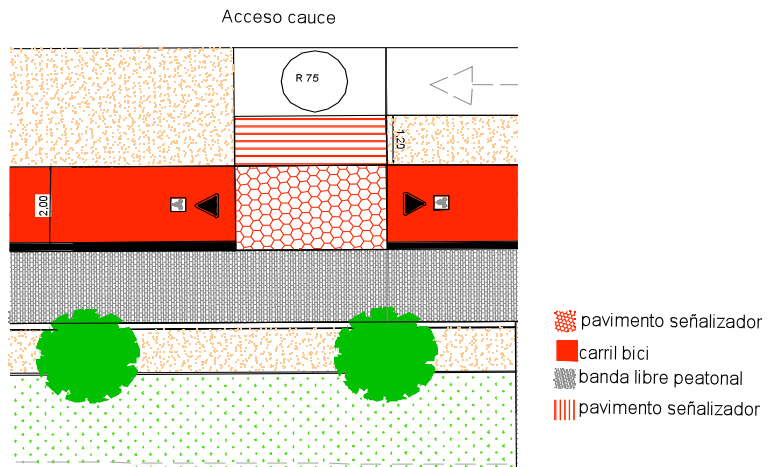 Acceso cauce
R 75
1,20
2,00
pavimento señalizador
carril bici
banda libre peatonal
pavimento señalizador